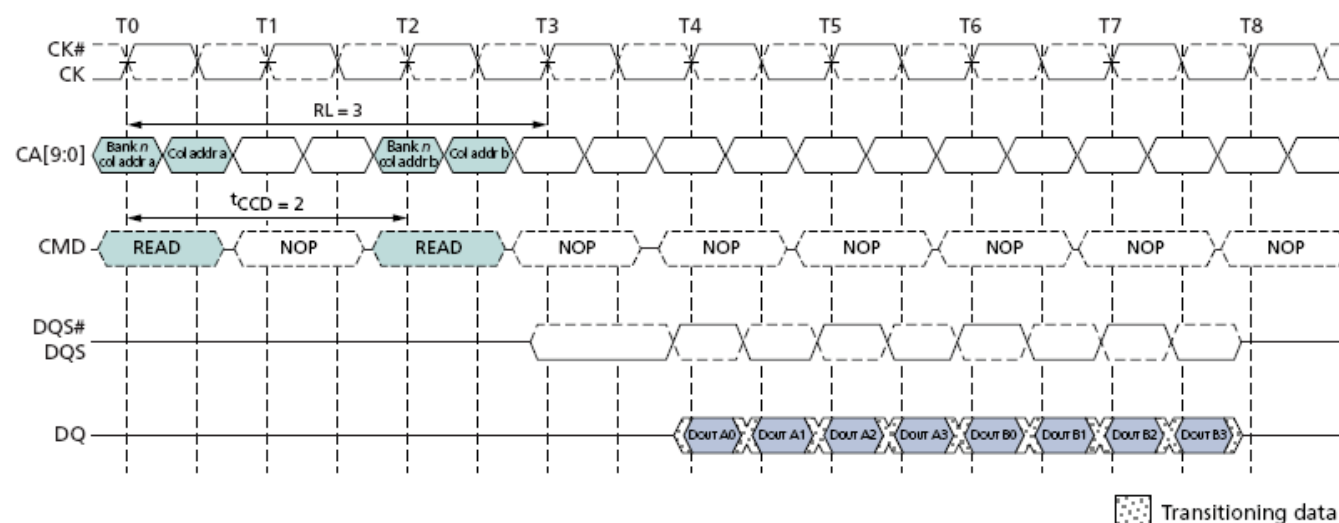 T0 T1 T2 T3 T4 T5 T6 T7 T8
CK#
CK
RL = 3
CA[9:0] Bank n col addr a Col addr a Bank n col addr b Col addr b
tCCD = 2
CMD READ NOP READ NOP NOP NOP NOP NOP NOP
DQS#
DQS
DQ DOUT A0 DOUT A1 DOUT A2 DOUT A3 DOUT B0 DOUT B1 DOUT B2 DOUT B3
Transitioning data